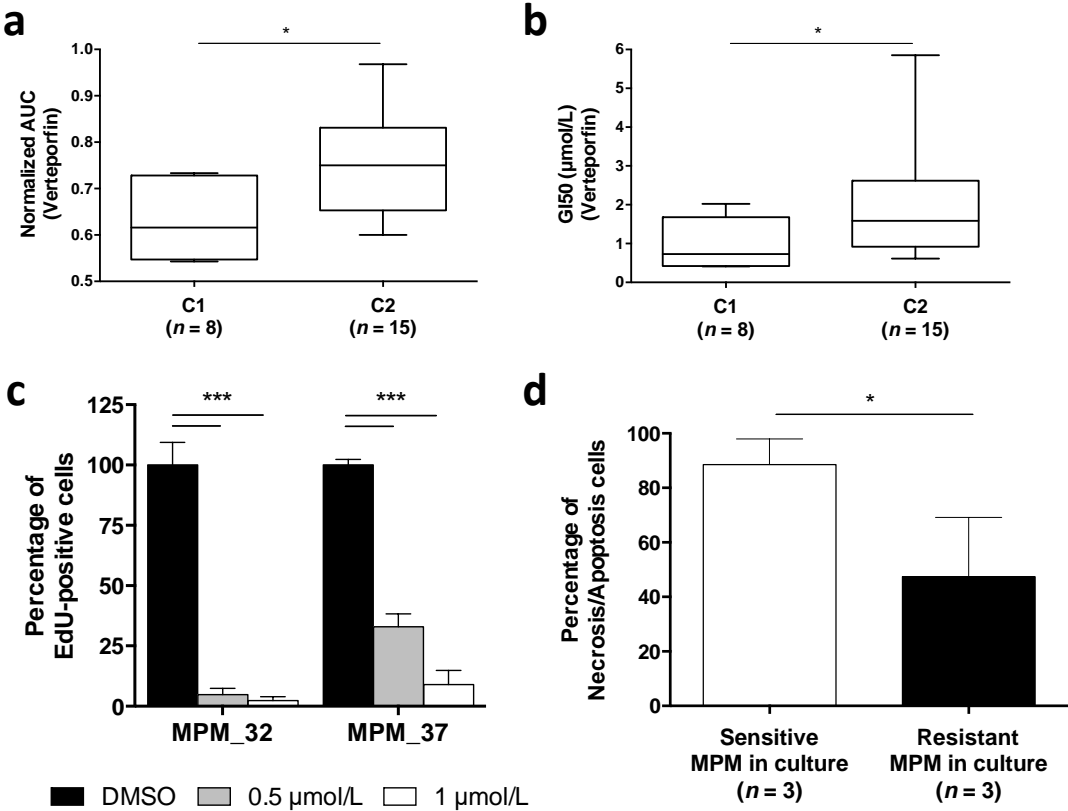 a
*
Normalized AUC
(Verteporfin)
1.0
0.9
0.8
0.7
0.6
0.5
C1
(n = 8)
C2
(n = 15)
b
*
GI50 (µmol/L)
(Verteporfin)
6
5
4
3
2
1
0
C1
(n = 8)
C2
(n = 15)
c
***
***
Percentage of
EdU-positive cells
125
100
75
50
25
0
MPM_32
MPM_37
DMSO
0.5 µmol/L
1 µmol/L
d
*
Percentage of
Necrosis/Apoptosis cells
100
80
60
40
20
0
Sensitive
MPM in culture
(n = 3)
Resistant
MPM in culture
(n = 3)